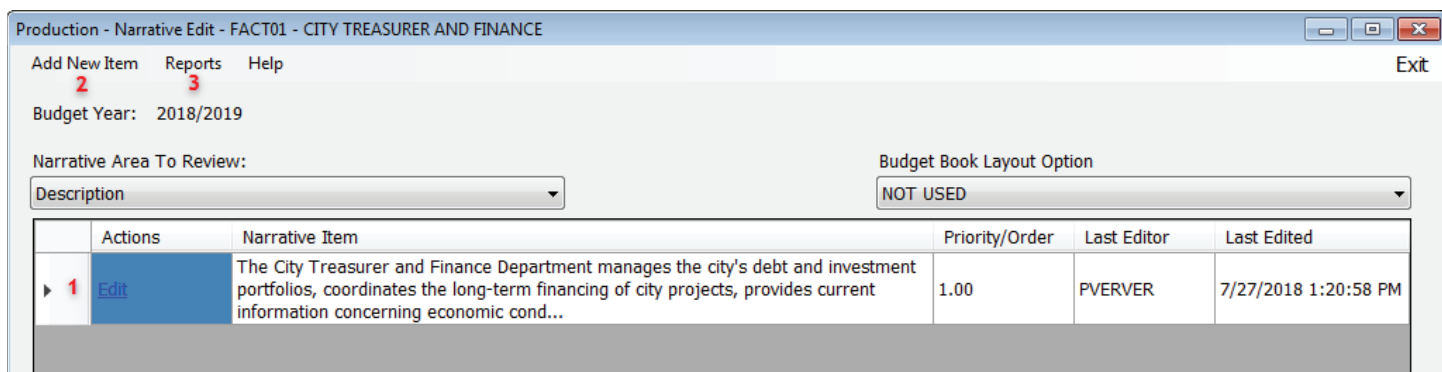 Production - Narrative Edit - FACT01 - CITY TREASURER AND FINANCE
Add New Item Reports Help Exit
2 3
Budget Year: 2018/2019
Narrative Area To Review: Budget Book Layout Option
Description NOT USED
Actions Narrative Item Priority/Order Last Editor Last Edited
The City Treasurer and Finance Department manages the city's debt and investment
1 Edit portfolios, coordinates the long-term financing of city projects, provides current 1.00 PVERVER 7/27/2018 1:20:58 PM
information concerning economic cond...